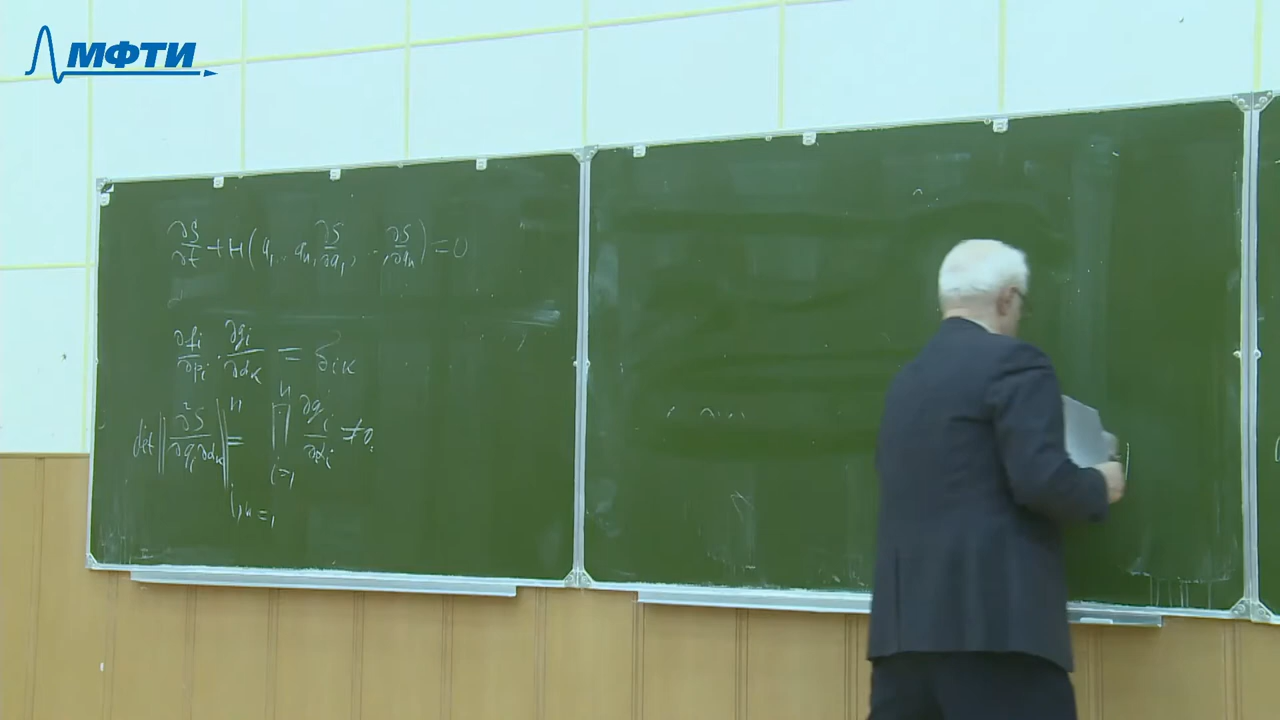 МФТИ
∂S/∂t + H(q₁, .. qₙ, ∂S/∂q₁, .. , ∂S/∂qₙ) = 0
∂fᵢ/∂pᵢ · ∂gᵢ/∂αₖ = δᵢₖ
det ‖∂²S/∂qᵢ∂αₖ‖ⁿᵢ,ₖ₌₁ = ∏ⁿᵢ₌₁ ∂gᵢ/∂αᵢ ≠ 0.